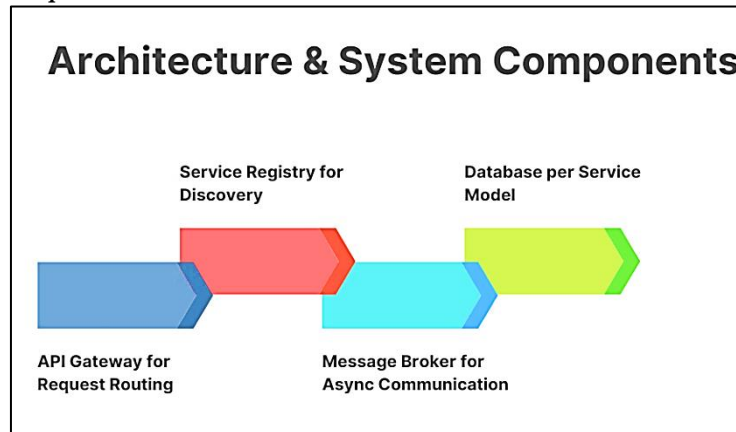 Architecture & System Components
Service Registry for
Discovery
Database per Service
Model
API Gateway for
Request Routing
Message Broker for
Async Communication